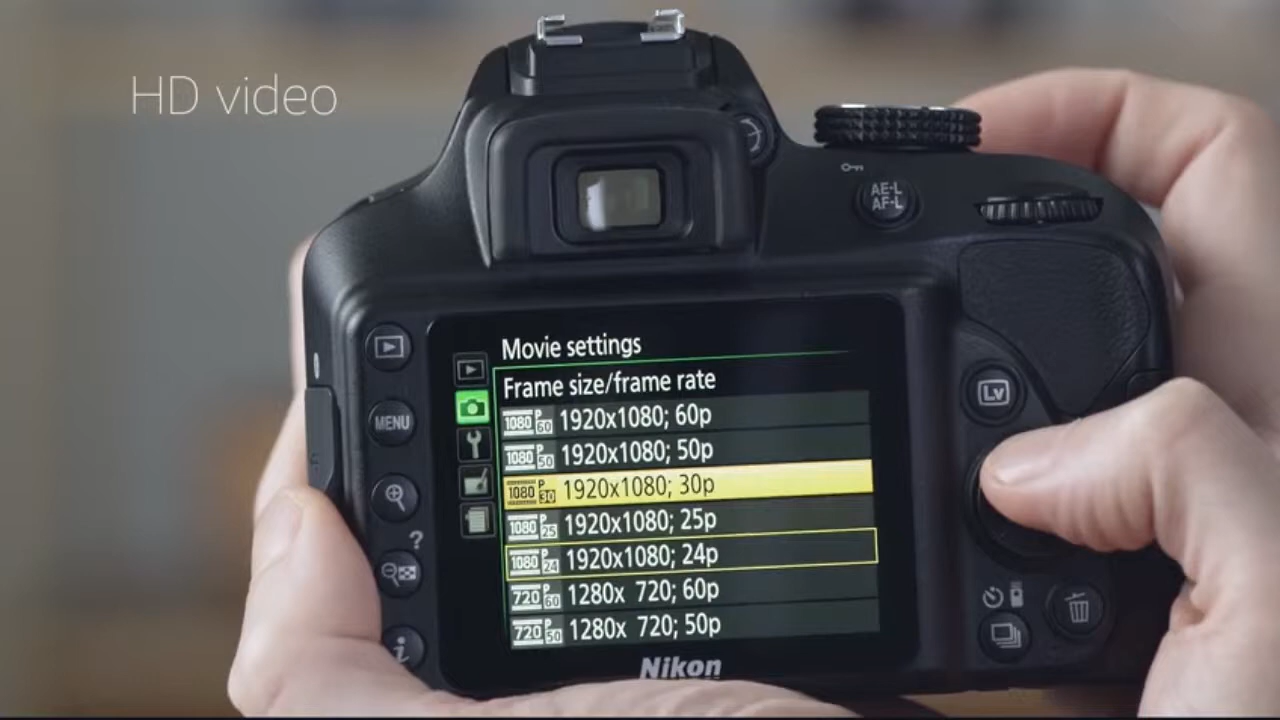 HD video
AE-L
AF-L
Movie settings
Frame size/frame rate
1080 P 60 1920x1080; 60p
1080 P 50 1920x1080; 50p
1080 P 30 1920x1080; 30p
1080 P 25 1920x1080; 25p
1080 P 24 1920x1080; 24p
720 P 60 1280x 720; 60p
720 P 50 1280x 720; 50p
MENU
?
i
Lv
Nikon